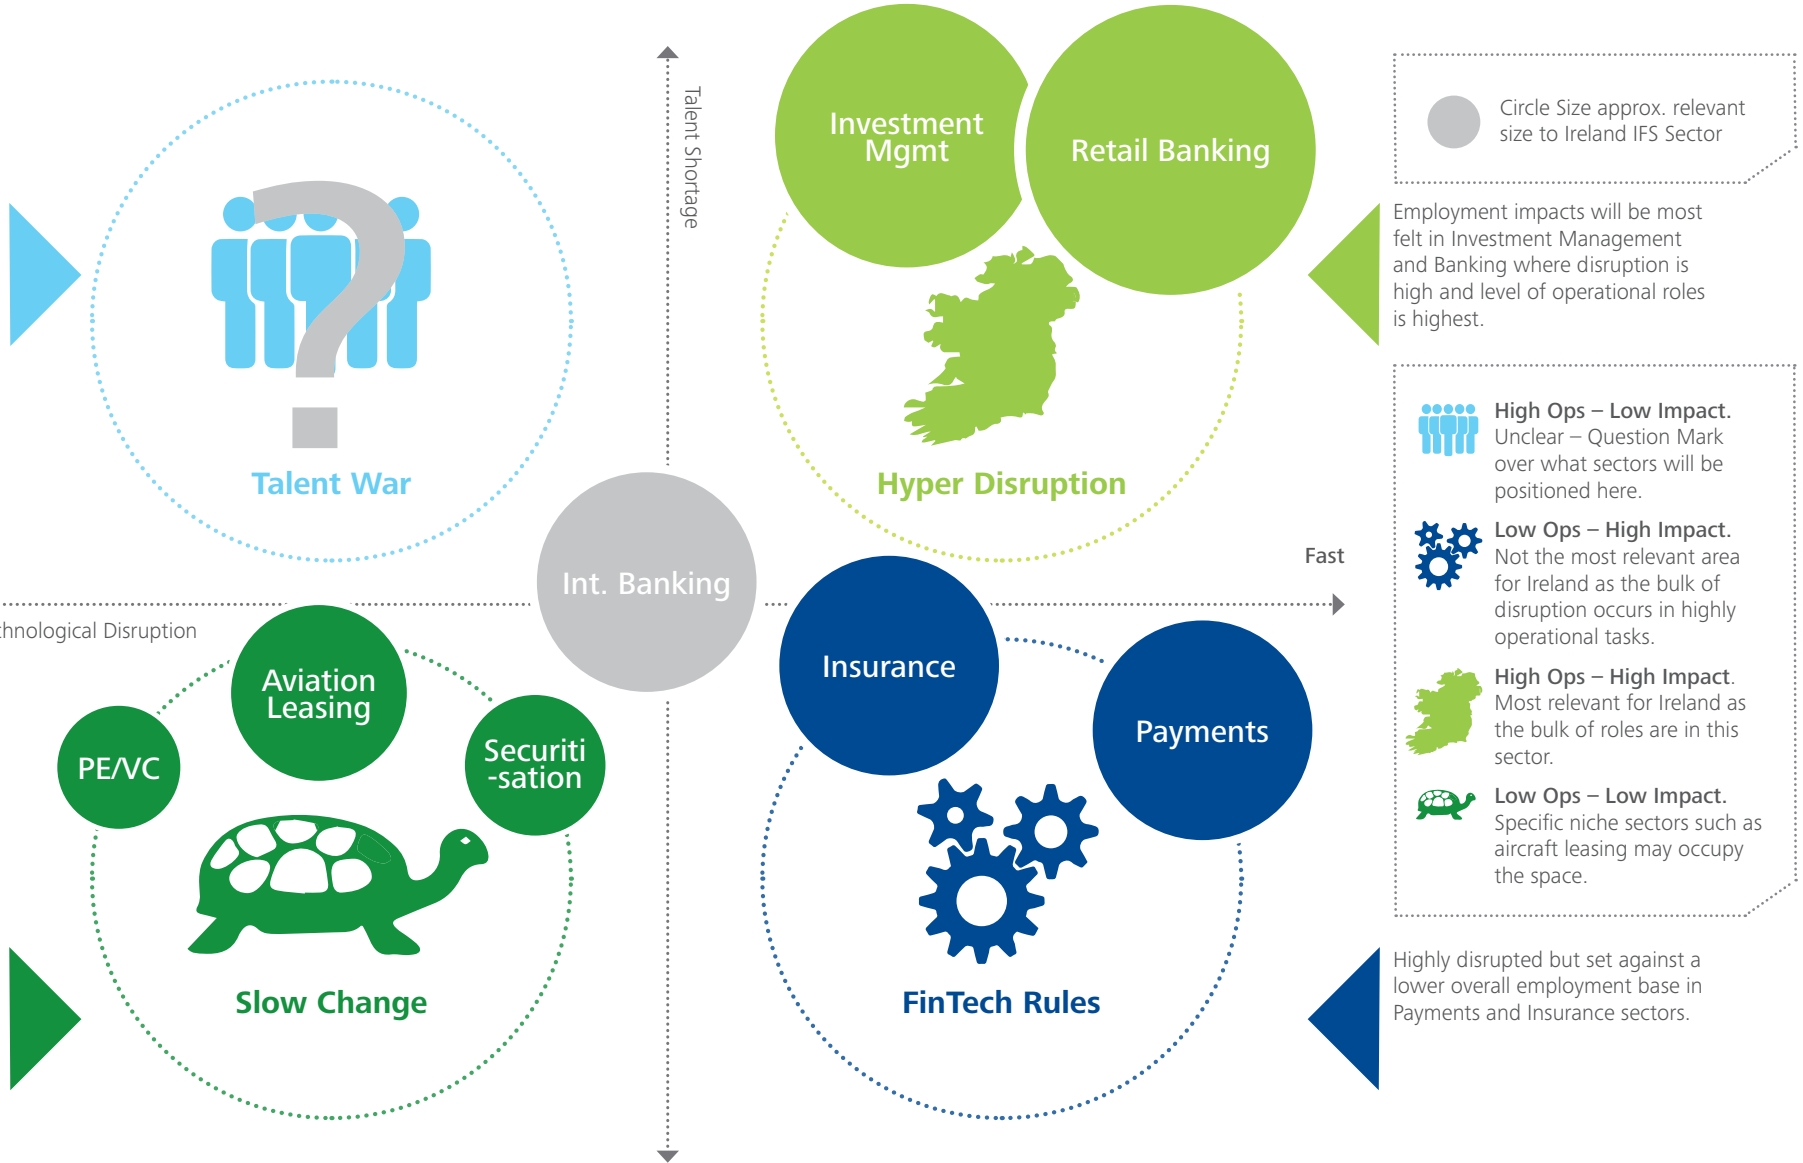 Talent Shortage
Investment
Mgmt
Retail Banking
Circle Size approx. relevant
size to Ireland IFS Sector
Employment impacts will be most
felt in Investment Management
and Banking where disruption is
high and level of operational roles
is highest.
Talent War
Hyper Disruption
High Ops – Low Impact.
Unclear – Question Mark
over what sectors will be
positioned here.
Low Ops – High Impact.
Not the most relevant area
for Ireland as the bulk of
disruption occurs in highly
operational tasks.
High Ops – High Impact.
Most relevant for Ireland as
the bulk of roles are in this
sector.
Low Ops – Low Impact.
Specific niche sectors such as
aircraft leasing may occupy
the space.
Int. Banking
Fast
chnological Disruption
PE/VC
Aviation
Leasing
Securiti
-sation
Insurance
Payments
Slow Change
FinTech Rules
Highly disrupted but set against a
lower overall employment base in
Payments and Insurance sectors.